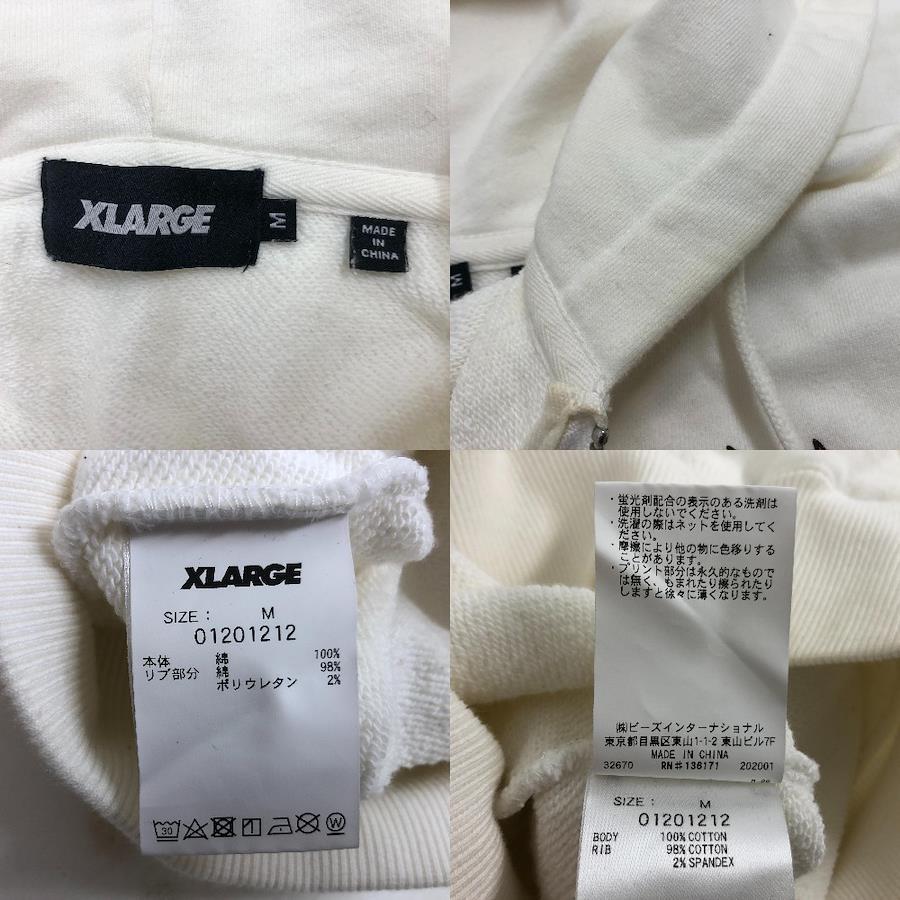 XLARGE
M
MADE
IN
CHINA
M
XLARGE
SIZE : M
01201212
本体 綿 100%
リブ部分 綿 98%
ポリウレタン 2%
30
W
・蛍光剤配合の表示のある洗剤は
使用しないでください。
・洗濯の際はネットを使用してく
ださい。
・摩擦により他の物に色移りする
ことがあります。
・プリント部分は永久的なもので
は無く、もまれたり擦られたり
しますと徐々に薄くなります。
㈱ビーズインターナショナル
東京都目黒区東山1-1-2 東山ビル7F
MADE IN CHINA
32670 RN#136171 202001
SIZE : M
01201212
BODY 100% COTTON
RIB 98% COTTON
2% SPANDEX